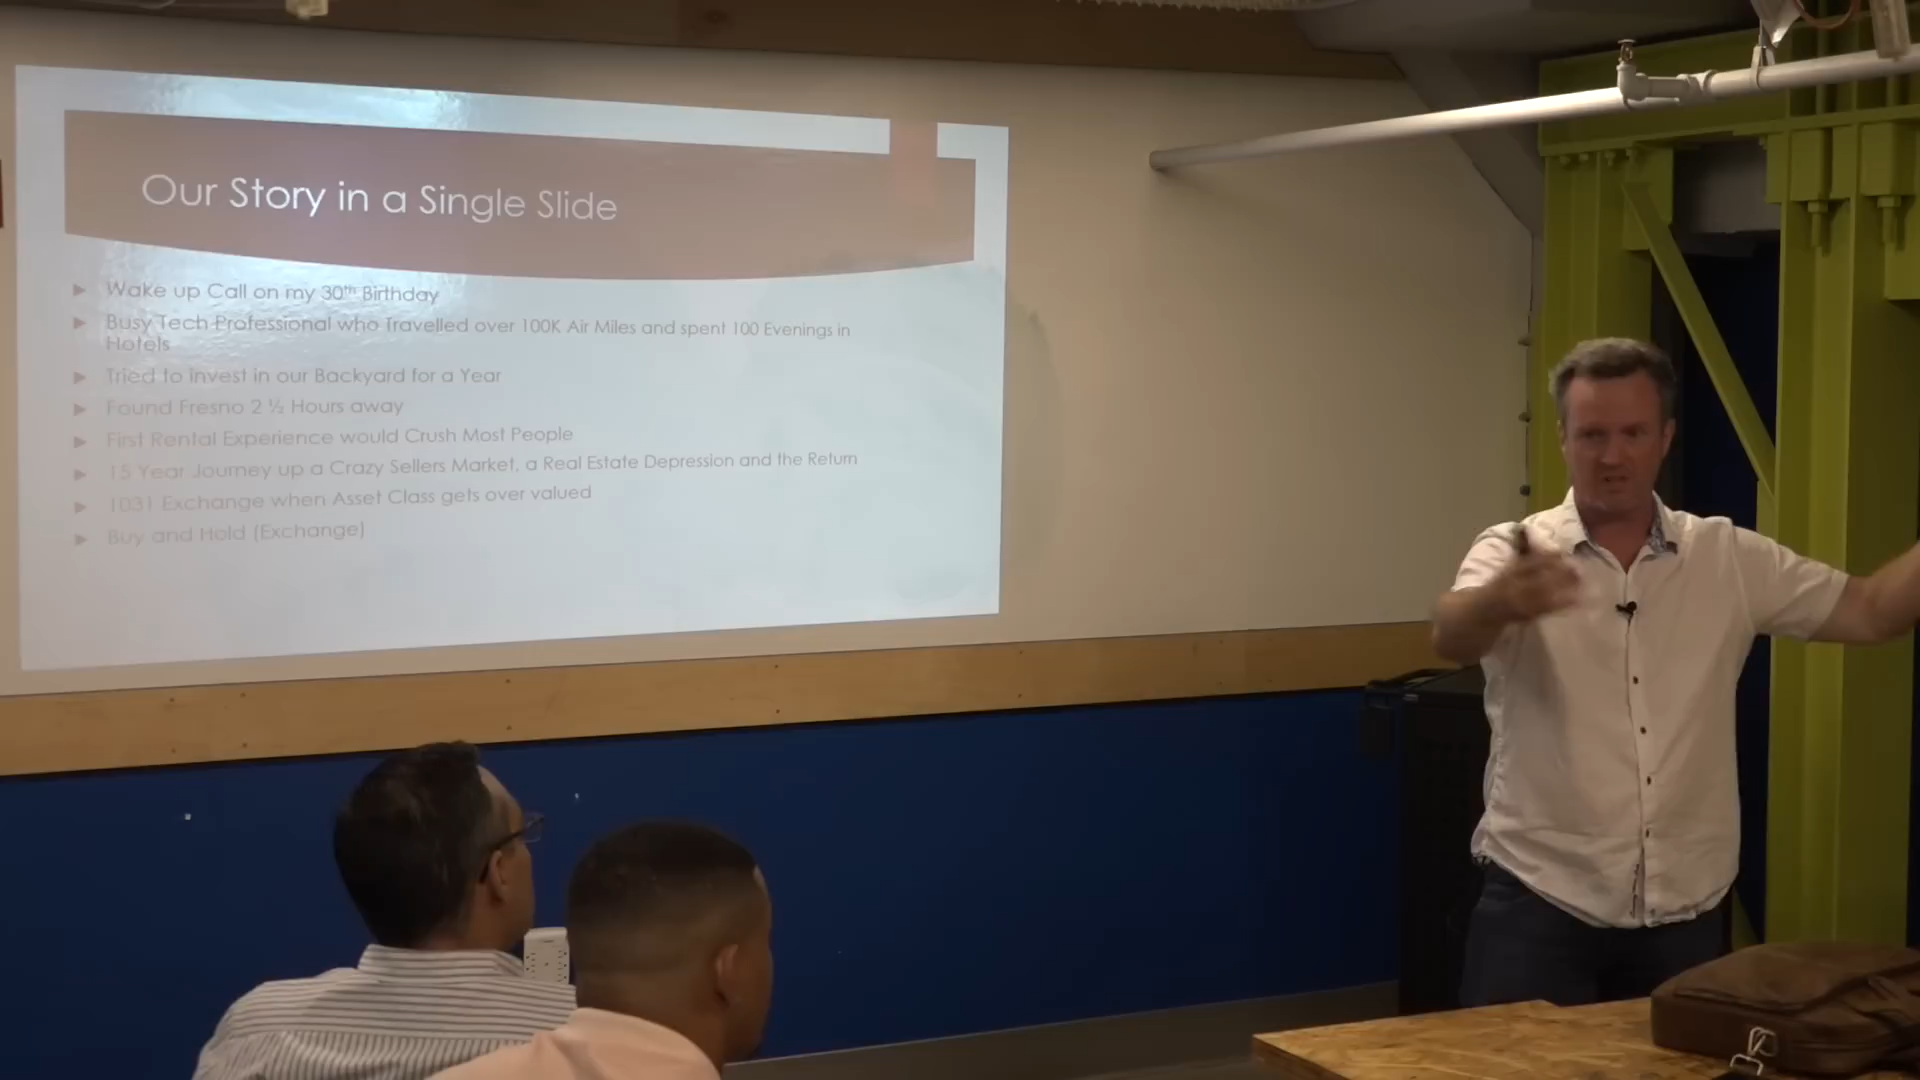 Our Story in a Single Slide
Wake up Call on my 30th Birthday
Busy Tech Professional who Travelled over 100K Air Miles and spent 100 Evenings in
Hotels
Tried to invest in our Backyard for a Year
Found Fresno 2 ½ Hours away
First Rental Experience would Crush Most People
15 Year Journey up a Crazy Sellers Market, a Real Estate Depression and the Return
1031 Exchange when Asset Class gets over valued
Buy and Hold (Exchange)